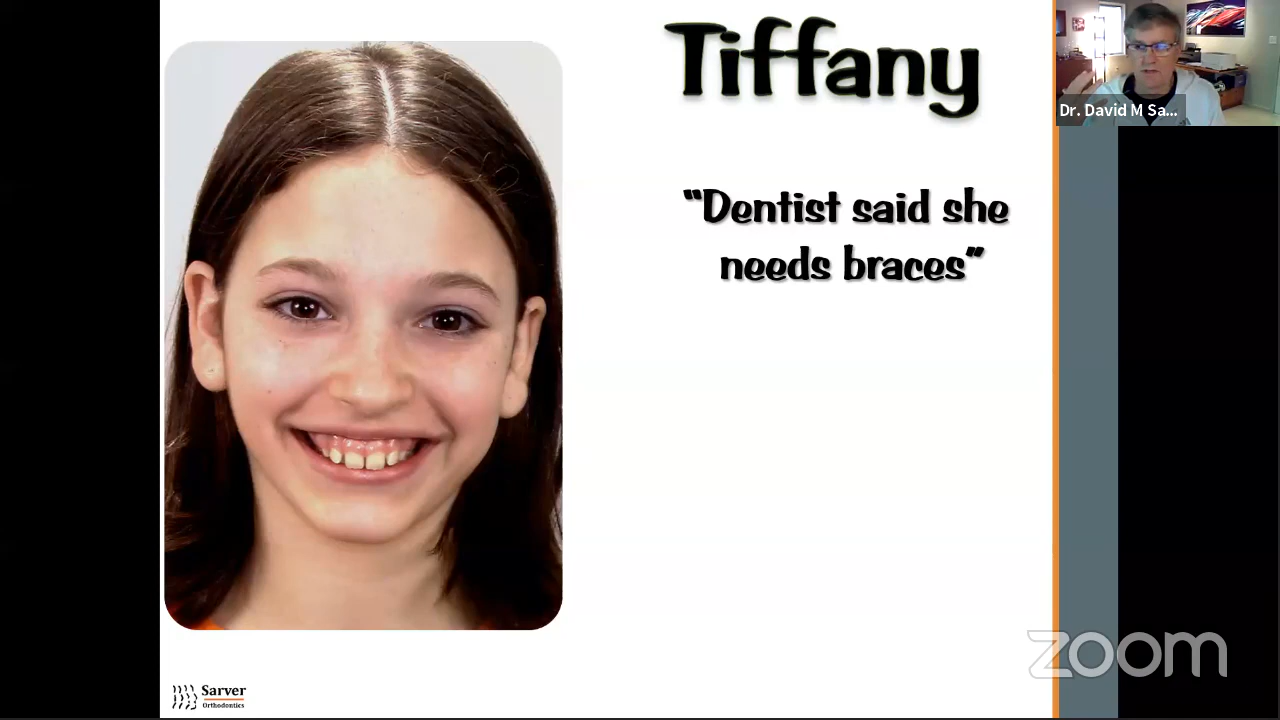 Tiffany
Dr. David M Sa...
“Dentist said she
needs braces”
zoom
Sarver
Orthodontics